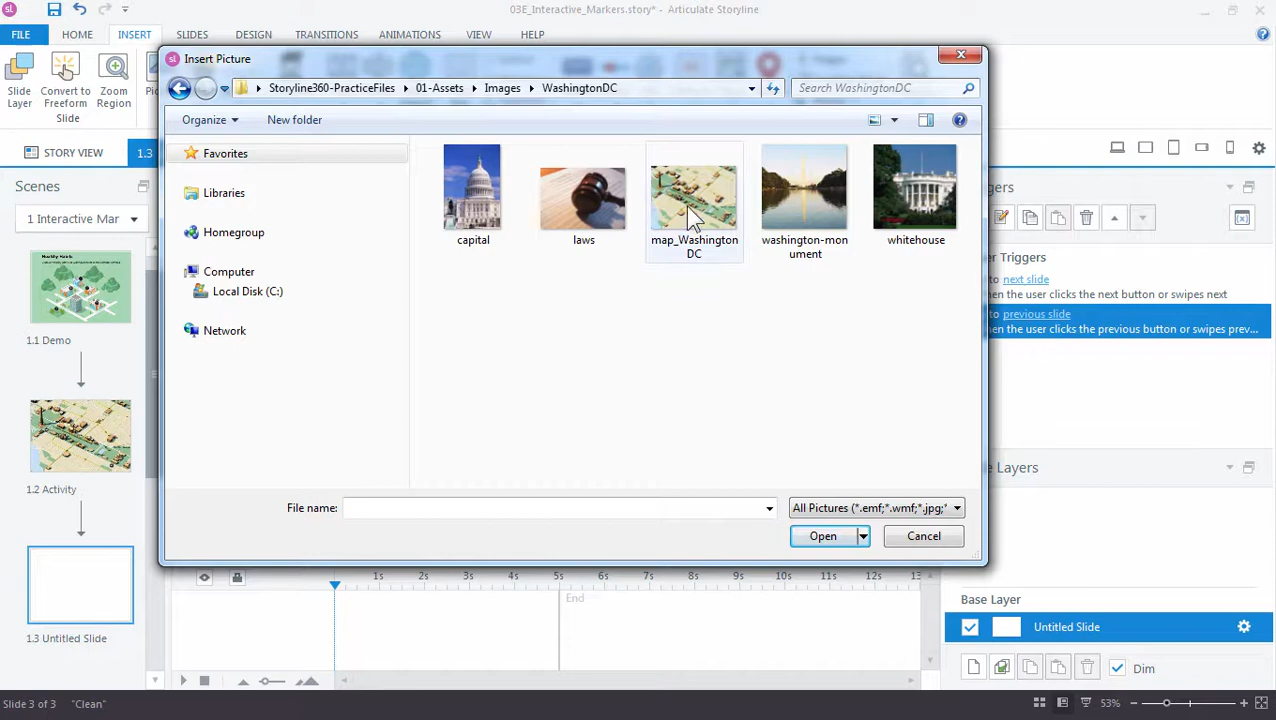 03E_Interactive_Markers.story* - Articulate Storyline
FILE HOME INSERT SLIDES DESIGN TRANSITIONS ANIMATIONS VIEW HELP
Slide Layer
Convert to Freeform
Zoom Region
Slide
STORY VIEW
1.3
Scenes
1 Interactive Mar
1.1 Demo
1.2 Activity
1.3 Untitled Slide
Insert Picture
Storyline360-PracticeFiles
01-Assets
Images
WashingtonDC
Search WashingtonDC
Organize
New folder
Favorites
Libraries
Homegroup
Computer
Local Disk (C:)
Network
capital
laws
map_Washington
DC
washington-mon
ument
whitehouse
File name:
All Pictures (*.emf;*.wmf;*.jpg;*
Open
Cancel
next slide
when the user clicks the next button or swipes next
previous slide
when the user clicks the previous button or swipes prev...
1s 2s 3s 4s 5s 6s 7s 8s 9s 10s 11s 12s 13
End
Base Layer
Untitled Slide
Dim
Slide 3 of 3
"Clean"
53%